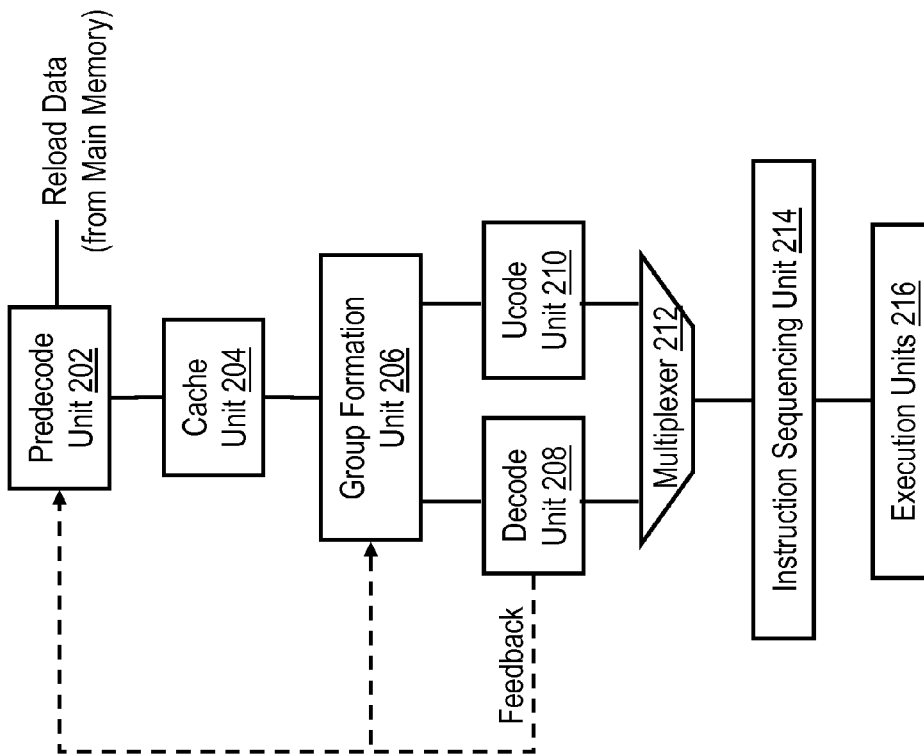 Predecode
Unit 202
Reload Data
(from Main Memory)
Cache
Unit 204
Group Formation
Unit 206
Decode
Unit 208
Ucode
Unit 210
Feedback
Multiplexer 212
Instruction Sequencing Unit 214
Execution Units 216